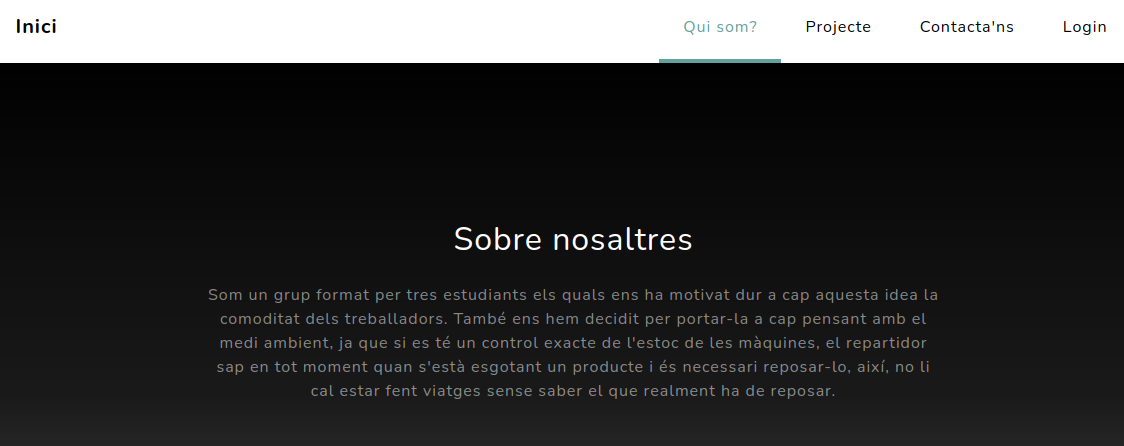 Inici Qui som? Projecte Contacta'ns Login
Sobre nosaltres
Som un grup format per tres estudiants els quals ens ha motivat dur a cap aquesta idea la
comoditat dels treballadors. També ens hem decidit per portar-la a cap pensant amb el
medi ambient, ja que si es té un control exacte de l'estoc de les màquines, el repartidor
sap en tot moment quan s'està esgotant un producte i és necessari reposar-lo, així, no li
cal estar fent viatges sense saber el que realment ha de reposar.